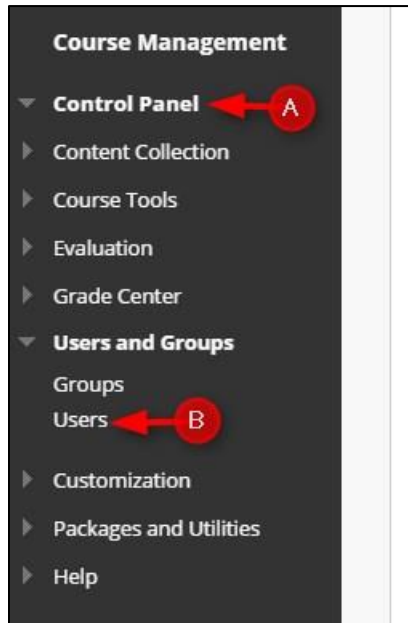 Course Management
Control Panel A
Content Collection
Course Tools
Evaluation
Grade Center
Users and Groups
Groups
Users B
Customization
Packages and Utilities
Help